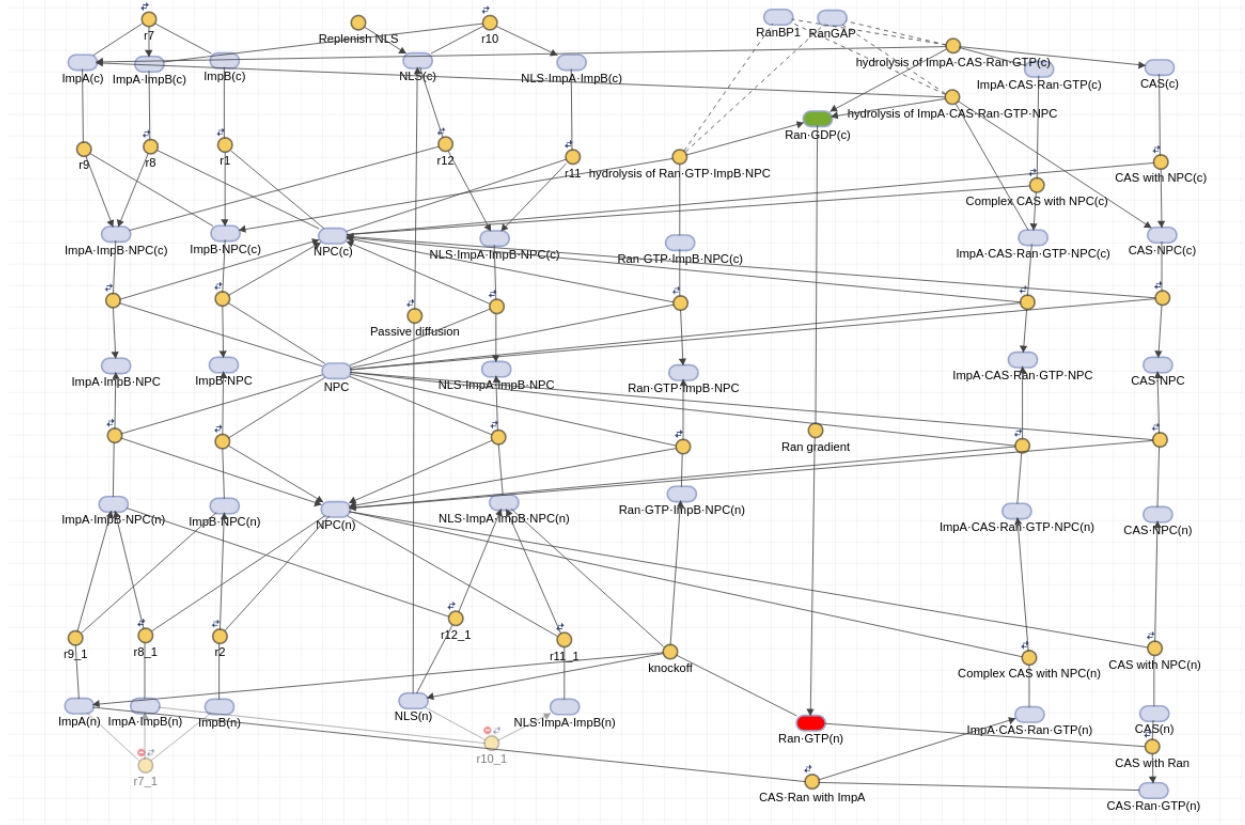 r7
Replenish NLS
r10
RanBP1
RanGAP
ImpA(c)
ImpA·ImpB(c)
ImpB(c)
NLS(c)
NLS·ImpA·ImpB(c)
hydrolysis of ImpA·CAS·Ran·GTP(c)
ImpA·CAS·Ran·GTP(c)
CAS(c)
hydrolysis of ImpA·CAS·Ran·GTP·NPC
Ran·GDP(c)
r9
r8
r1
r12
r11
hydrolysis of Ran·GTP·ImpB·NPC
CAS with NPC(c)
Complex CAS with NPC(c)
ImpA·ImpB·NPC(c)
ImpB·NPC(c)
NPC(c)
NLS·ImpA·ImpB·NPC(c)
Ran·GTP·ImpB·NPC(c)
ImpA·CAS·Ran·GTP·NPC(c)
CAS·NPC(c)
Passive diffusion
ImpA·ImpB·NPC
ImpB·NPC
NPC
NLS·ImpA·ImpB·NPC
Ran·GTP·ImpB·NPC
ImpA·CAS·Ran·GTP·NPC
CAS·NPC
Ran gradient
ImpA·ImpB·NPC(n)
ImpB·NPC(n)
NPC(n)
NLS·ImpA·ImpB·NPC(n)
Ran·GTP·ImpB·NPC(n)
ImpA·CAS·Ran·GTP·NPC(n)
CAS·NPC(n)
r9_1
r8_1
r2
r12_1
r11_1
knockoff
Complex CAS with NPC(n)
CAS with NPC(n)
ImpA(n)
ImpA·ImpB(n)
ImpB(n)
NLS(n)
NLS·ImpA·ImpB(n)
Ran·GTP(n)
ImpA·CAS·Ran·GTP(n)
CAS(n)
r7_1
r10_1
CAS with Ran
CAS·Ran with ImpA
CAS·Ran·GTP(n)